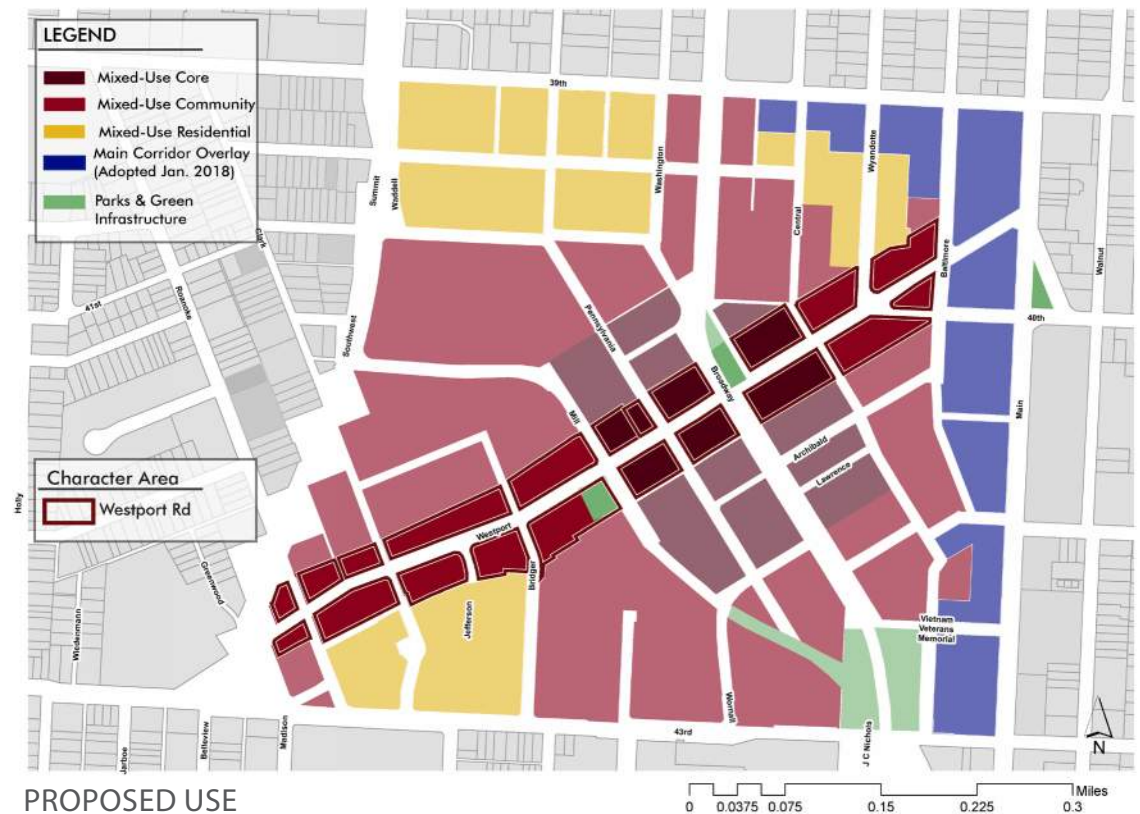 LEGEND
Mixed-Use Core
Mixed-Use Community
Mixed-Use Residential
Main Corridor Overlay
(Adopted Jan. 2018)
Parks & Green
Infrastructure
39th
Summit
Waddell
Washington
Wyandotte
Central
Clark
41st
Roanoke
Southwest
Pennsylvania
Baltimore
Walnut
40th
Broadway
Main
Mill
Archibald
Lawrence
Character Area
Westport Rd
Holly
Westport
Bridger
Jefferson
Greenwood
Wiedenmann
Vietnam
Veterans
Memorial
Wornall
43rd
J C Nichols
Madison
Belleview
Jarboe
N
PROPOSED USE
Miles
0 0.0375 0.075 0.15 0.225 0.3